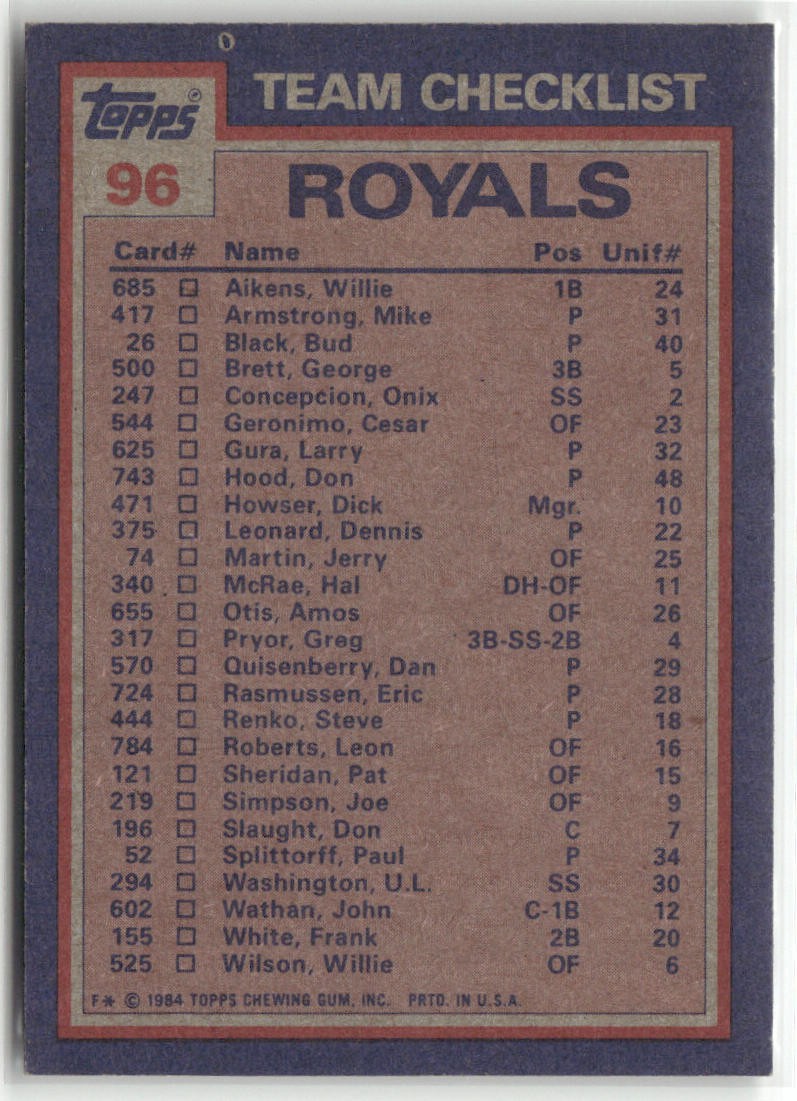 TOPPS® TEAM CHECKLIST
96 ROYALS
Card# Name Pos Unif#
685 Aikens, Willie 1B 24
417 Armstrong, Mike P 31
26 Black, Bud P 40
500 Brett, George 3B 5
247 Concepcion, Onix SS 2
544 Geronimo, Cesar OF 23
625 Gura, Larry P 32
743 Hood, Don P 48
471 Howser, Dick Mgr. 10
375 Leonard, Dennis P 22
74 Martin, Jerry OF 25
340 McRae, Hal DH-OF 11
655 Otis, Amos OF 26
317 Pryor, Greg 3B-SS-2B 4
570 Quisenberry, Dan P 29
724 Rasmussen, Eric P 28
444 Renko, Steve P 18
784 Roberts, Leon OF 16
121 Sheridan, Pat OF 15
219 Simpson, Joe OF 9
196 Slaught, Don C 7
52 Splittorff, Paul P 34
294 Washington, U.L. SS 30
602 Wathan, John C-1B 12
155 White, Frank 2B 20
525 Wilson, Willie OF 6
F* © 1984 TOPPS CHEWING GUM, INC. PRTD. IN U.S.A.